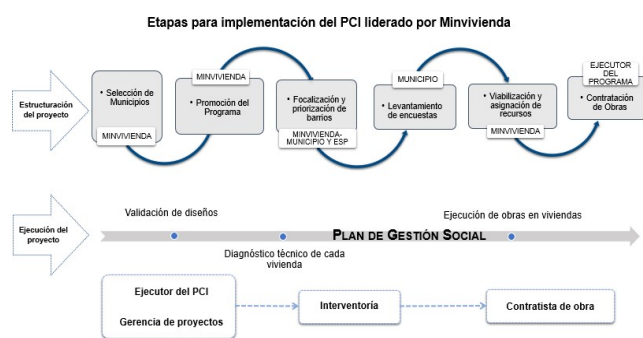 Etapas para implementación del PCI liderado por Minvivienda
Estructuración
del proyecto
• Selección de
Municipios
MINVIVIENDA
MINVIVIENDA
• Promoción del
Programa
• Focalización y
priorización de
barrios
MINVIVIENDA-
MUNICIPIO Y ESP
MUNICIPIO
• Levantamiento
de encuestas
• Viabilización y
asignación de
recursos
MINVIVIENDA
EJECUTOR
DEL
PROGRAMA
• Contratación
de Obras
Ejecución del
proyecto
Validación de diseños
Ejecución de obras en viviendas
PLAN DE GESTIÓN SOCIAL
Diagnóstico técnico de cada
vivienda
Ejecutor del PCI
Gerencia de proyectos
Interventoría
Contratista de obra